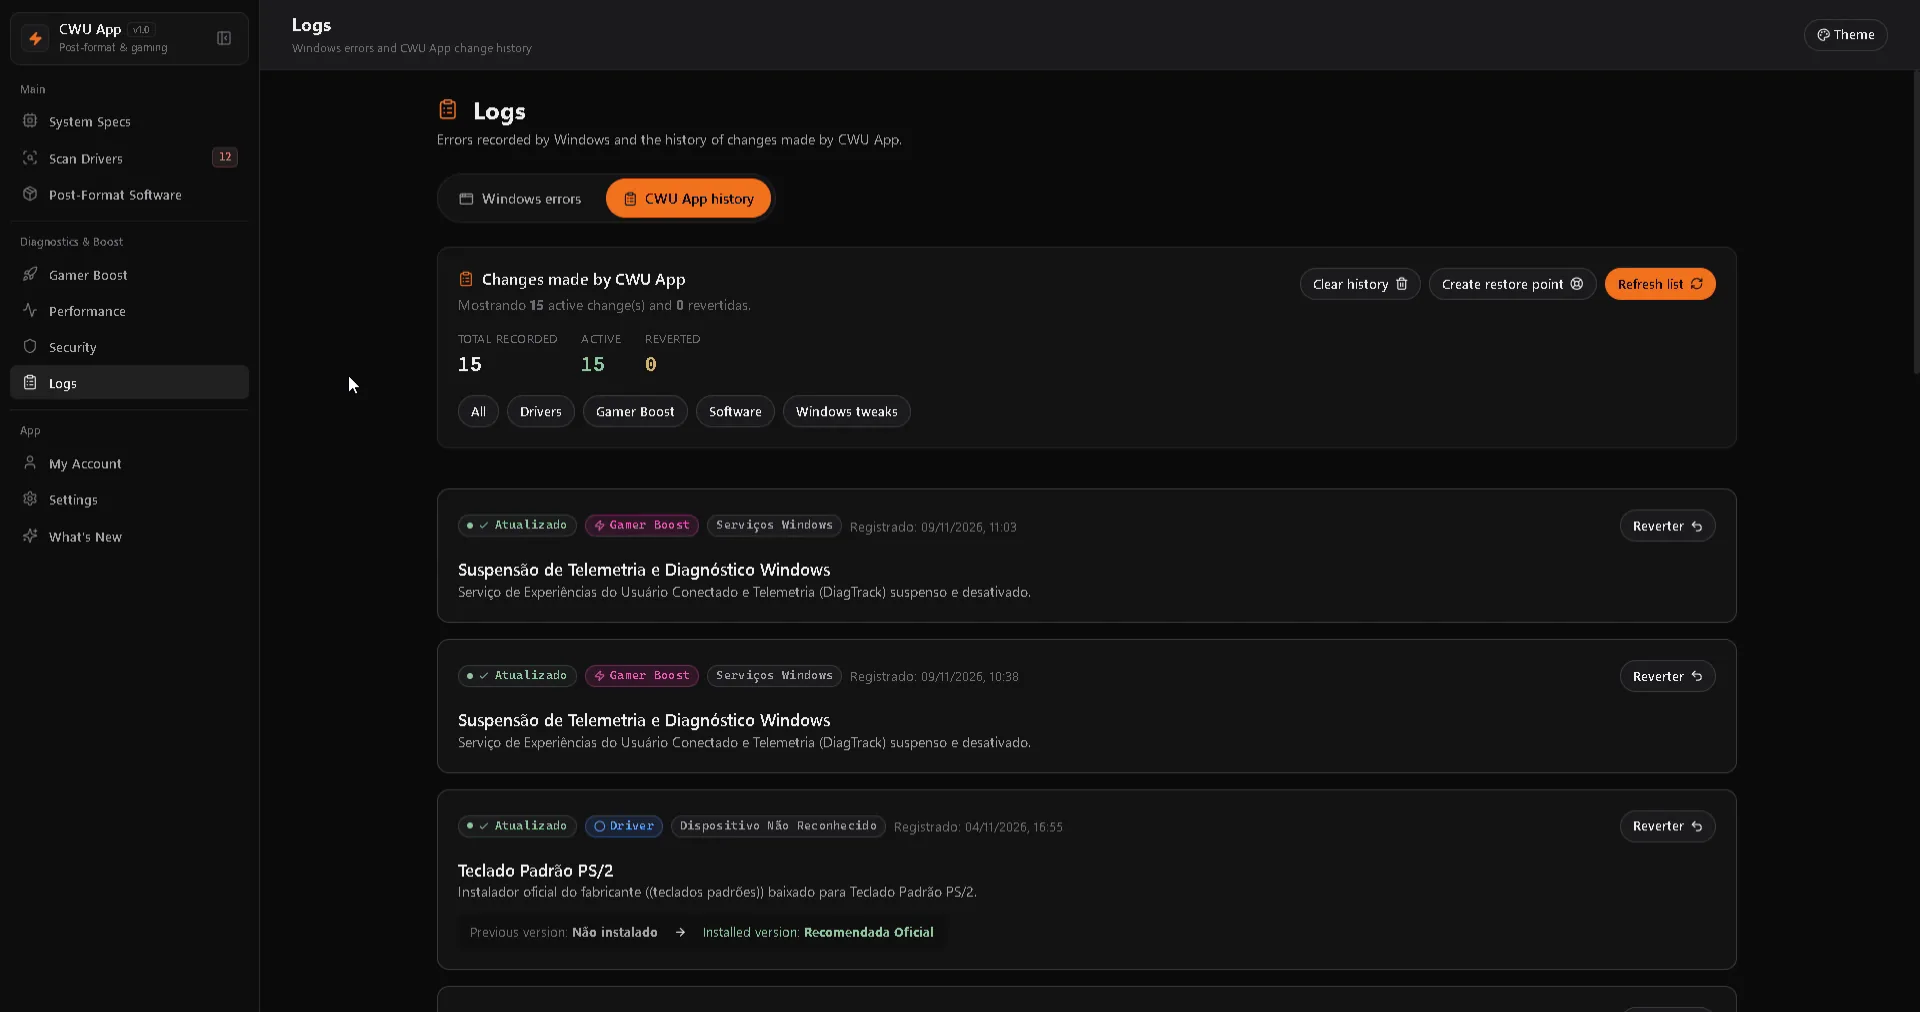 CWU App v1.0
Post-format & gaming
Main
System Specs
Scan Drivers 12
Post-Format Software
Diagnostics & Boost
Gamer Boost
Performance
Security
Logs
App
My Account
Settings
What's New
Logs
Windows errors and CWU App change history
Theme
Logs
Errors recorded by Windows and the history of changes made by CWU App.
Windows errors
CWU App history
Changes made by CWU App
Mostrando 15 active change(s) and 0 revertidas.
Clear history
Create restore point
Refresh list
TOTAL RECORDED ACTIVE REVERTED
15 15 0
All Drivers Gamer Boost Software Windows tweaks
Atualizado Gamer Boost Serviços Windows Registrado: 09/11/2026, 11:03 Reverter
Suspensão de Telemetria e Diagnóstico Windows
Serviço de Experiências do Usuário Conectado e Telemetria (DiagTrack) suspenso e desativado.
Atualizado Gamer Boost Serviços Windows Registrado: 09/11/2026, 10:38 Reverter
Suspensão de Telemetria e Diagnóstico Windows
Serviço de Experiências do Usuário Conectado e Telemetria (DiagTrack) suspenso e desativado.
Atualizado Driver Dispositivo Não Reconhecido Registrado: 04/11/2026, 16:55 Reverter
Teclado Padrão PS/2
Instalador oficial do fabricante ((teclados padrões)) baixado para Teclado Padrão PS/2.
Previous version: Não instalado → Installed version: Recomendada Oficial